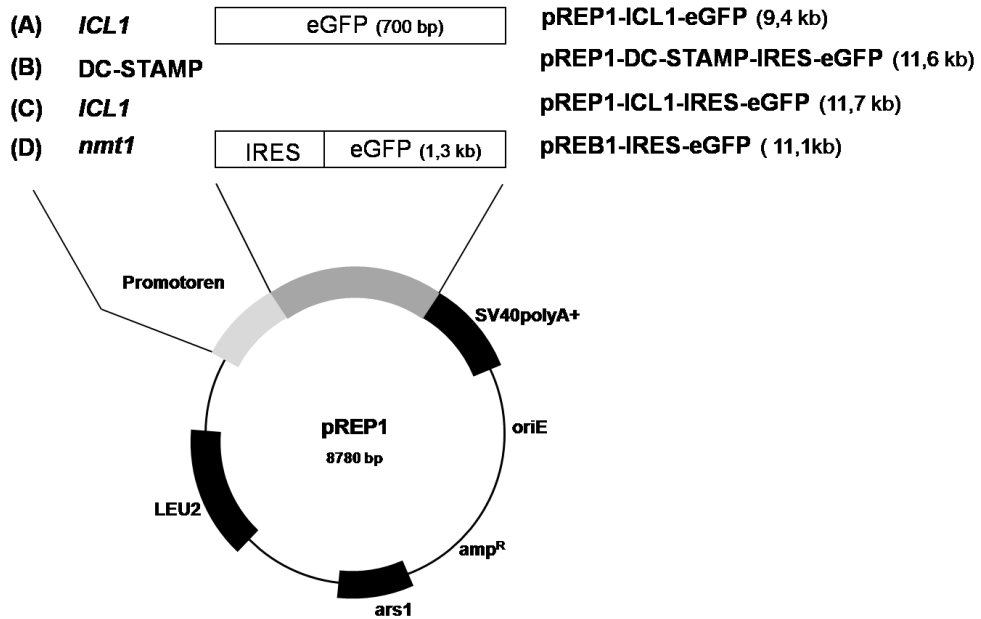 (A) ICL1 eGFP (700 bp) pREP1-ICL1-eGFP (9,4 kb)
(B) DC-STAMP pREP1-DC-STAMP-IRES-eGFP (11,6 kb)
(C) ICL1 pREP1-ICL1-IRES-eGFP (11,7 kb)
(D) nmt1 IRES eGFP (1,3 kb) pREB1-IRES-eGFP ( 11,1kb)
Promotoren
SV40polyA+
pREP1
8780 bp
oriE
LEU2
ampR
ars1